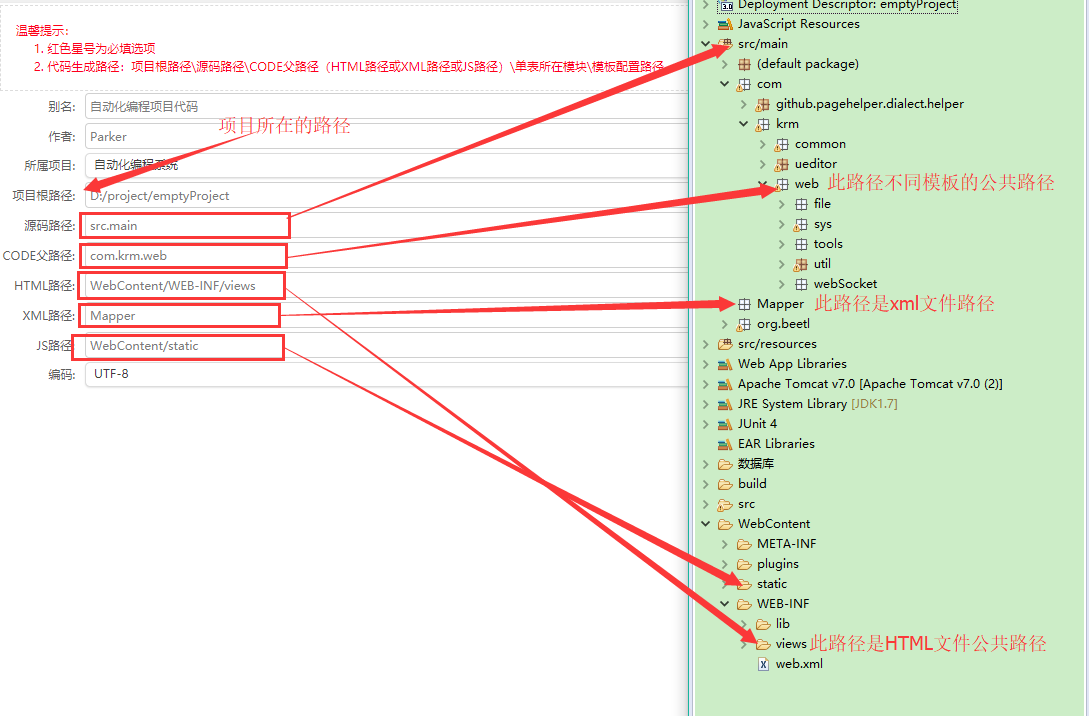 温馨提示：
1. 红色星号为必填选项
2. 代码生成路径：项目根路径\源码路径\CODE父路径（HTML路径或XML路径或JS路径）\单表所在模块\模板配置路径
别名: 自动化编程项目代码
项目所在的路径
作者: Parker
所属项目: 自动化编程系统
项目根路径: D:/project/emptyProject
源码路径: src.main
CODE父路径: com.krm.web
HTML路径: WebContent/WEB-INF/views
XML路径: Mapper
JS路径 WebContent/static
编码: UTF-8
Deployment Descriptor: emptyProject
JavaScript Resources
src/main
(default package)
com
github.pagehelper.dialect.helper
krm
common
ueditor
web 此路径不同模板的公共路径
file
sys
tools
util
webSocket
Mapper 此路径是xml文件路径
org.beetl
src/resources
Web App Libraries
Apache Tomcat v7.0 [Apache Tomcat v7.0 (2)]
JRE System Library [JDK1.7]
JUnit 4
EAR Libraries
数据库
build
src
WebContent
META-INF
plugins
static
WEB-INF
lib
views 此路径是HTML文件公共路径
web.xml